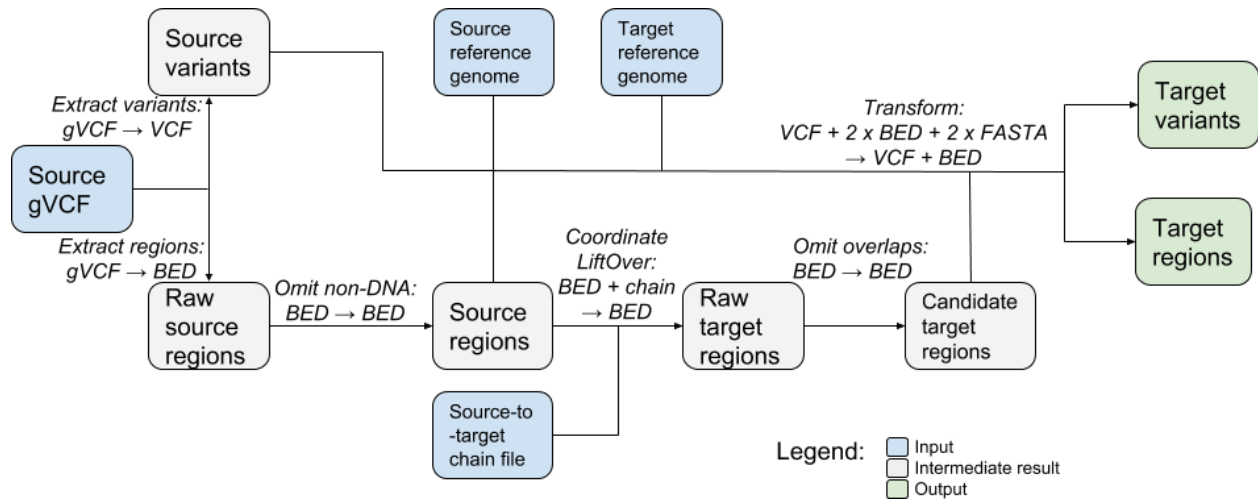 Source
variants
Source
reference
genome
Target
reference
genome
Extract variants:
gVCF → VCF
Transform:
VCF + 2 x BED + 2 x FASTA
→ VCF + BED
Target
variants
Source
gVCF
Extract regions:
gVCF → BED
Coordinate
LiftOver:
BED + chain
→ BED
Omit overlaps:
BED → BED
Target
regions
Raw
source
regions
Omit non-DNA:
BED → BED
Source
regions
Raw
target
regions
Candidate
target
regions
Source-to
-target
chain file
Legend:
Input
Intermediate result
Output